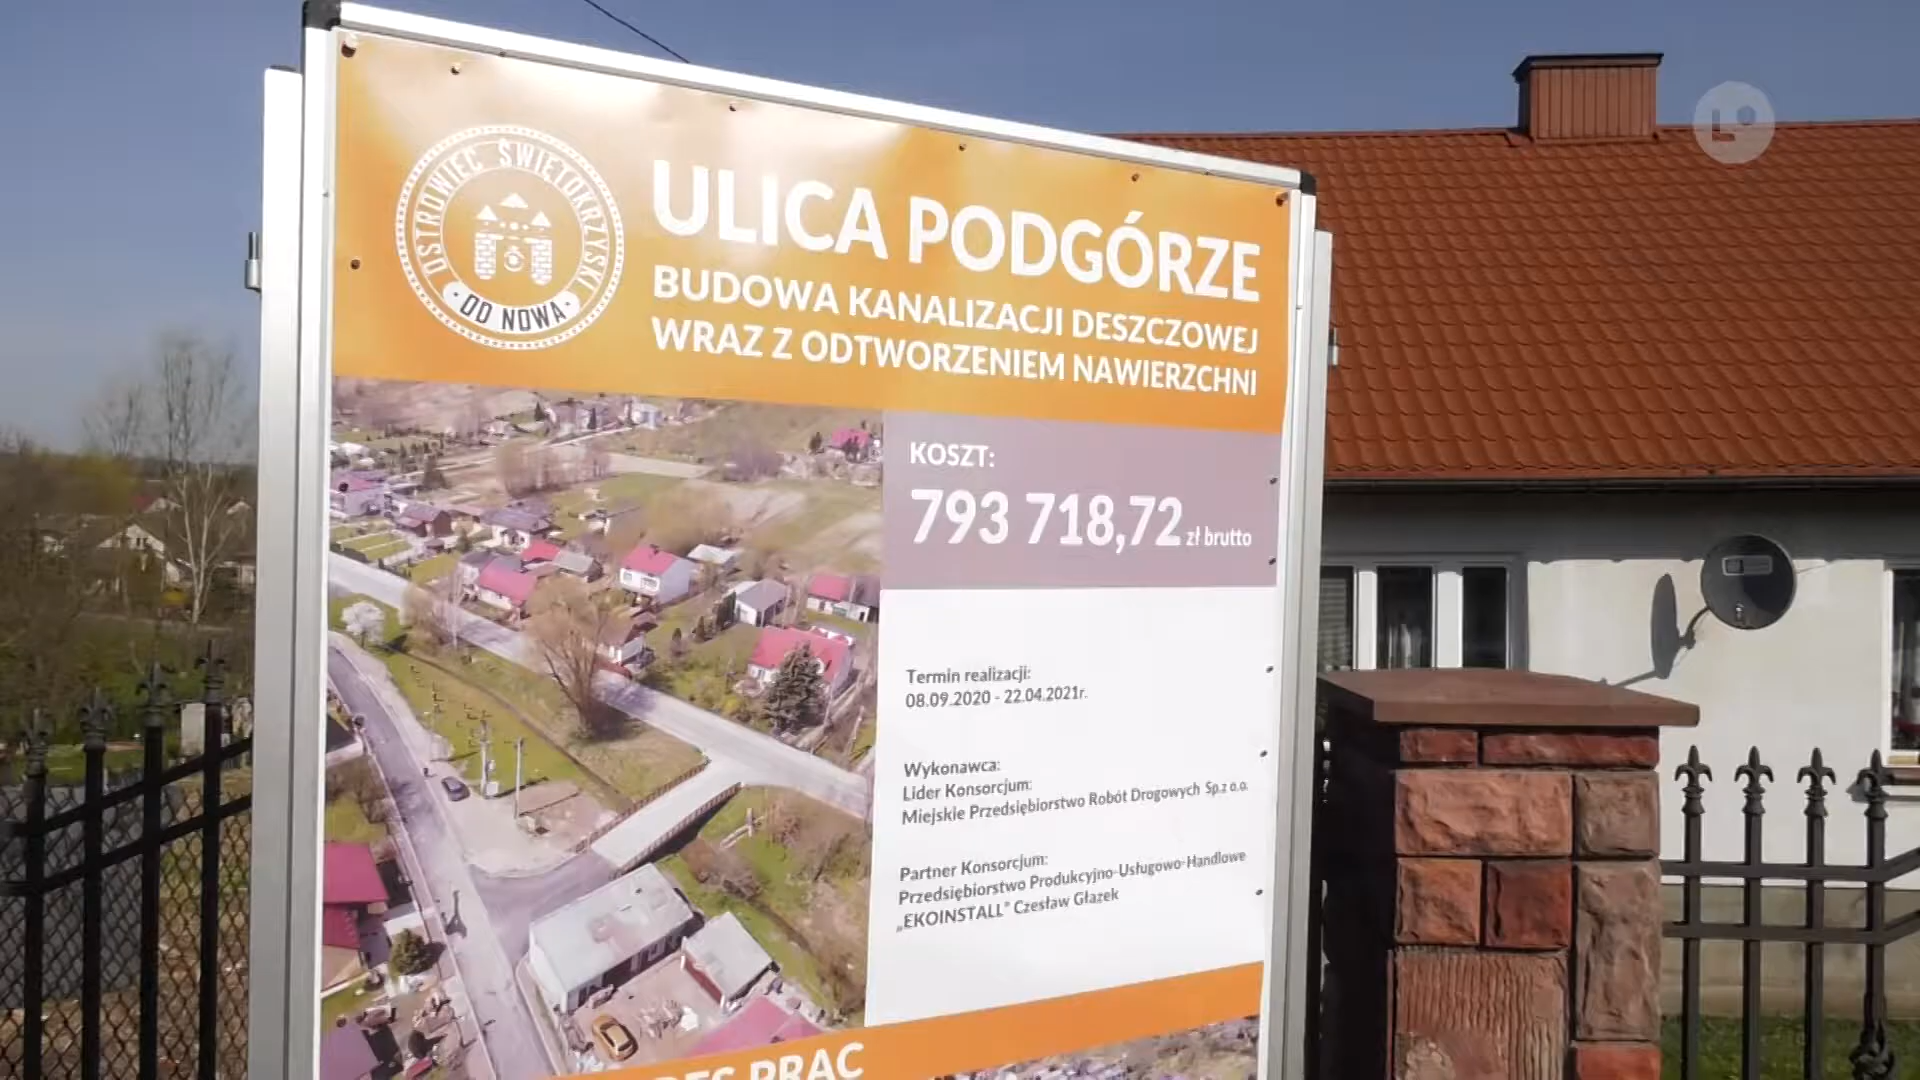 OSTROWIEC ŚWIĘTOKRZYSKI
· OD NOWA ·
ULICA PODGÓRZE
BUDOWA KANALIZACJI DESZCZOWEJ
WRAZ Z ODTWORZENIEM NAWIERZCHNI
KOSZT:
793 718,72 zł brutto
Termin realizacji:
08.09.2020 - 22.04.2021r.
Wykonawca:
Lider Konsorcjum:
Miejskie Przedsiębiorstwo Robót Drogowych Sp.z o.o.
Partner Konsorcjum:
Przedsiębiorstwo Produkcyjno-Usługowo-Handlowe
„EKOINSTALL" Czesław Głazek
PRAC